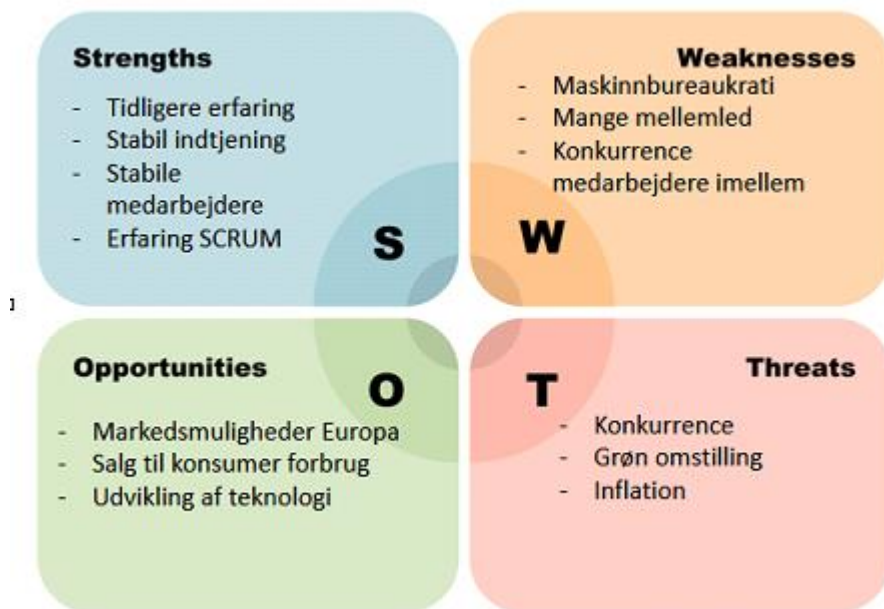 Strengths
- Tidligere erfaring
- Stabil indtjening
- Stabile
medarbejdere
- Erfaring SCRUM
S
Weaknesses
- Maskinnbureaukrati
- Mange mellemled
- Konkurrence
medarbejdere imellem
W
Opportunities
O
- Markedsmuligheder Europa
- Salg til konsumer forbrug
- Udvikling af teknologi
Threats
T
- Konkurrence
- Grøn omstilling
- Inflation